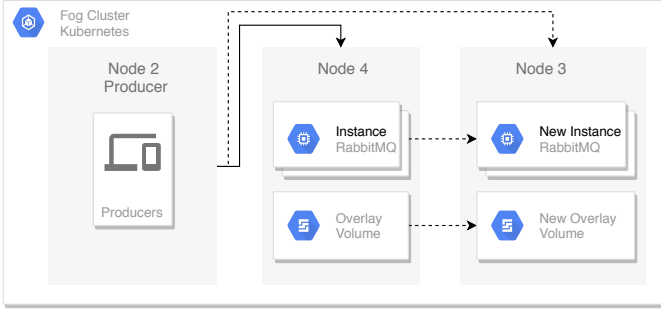 Fog Cluster
Kubernetes
Node 2
Producer
Producers
Node 4
Instance
RabbitMQ
Overlay
Volume
Node 3
New Instance
RabbitMQ
New Overlay
Volume